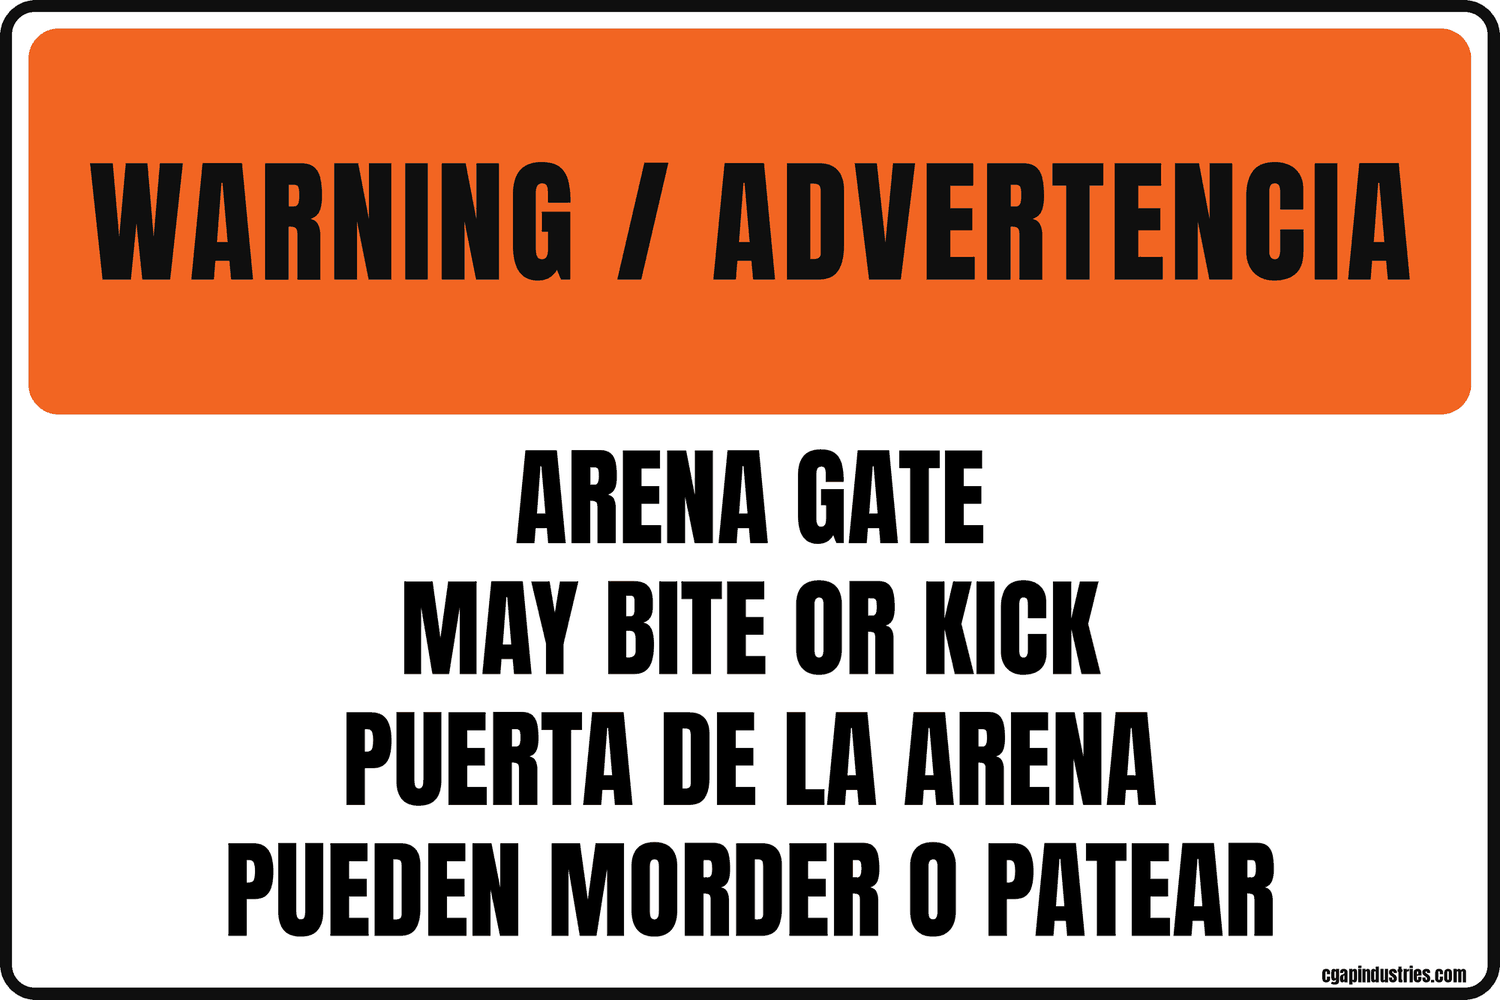 WARNING / ADVERTENCIA
ARENA GATE
MAY BITE OR KICK
PUERTA DE LA ARENA
PUEDEN MORDER O PATEAR
cgapindustries.com